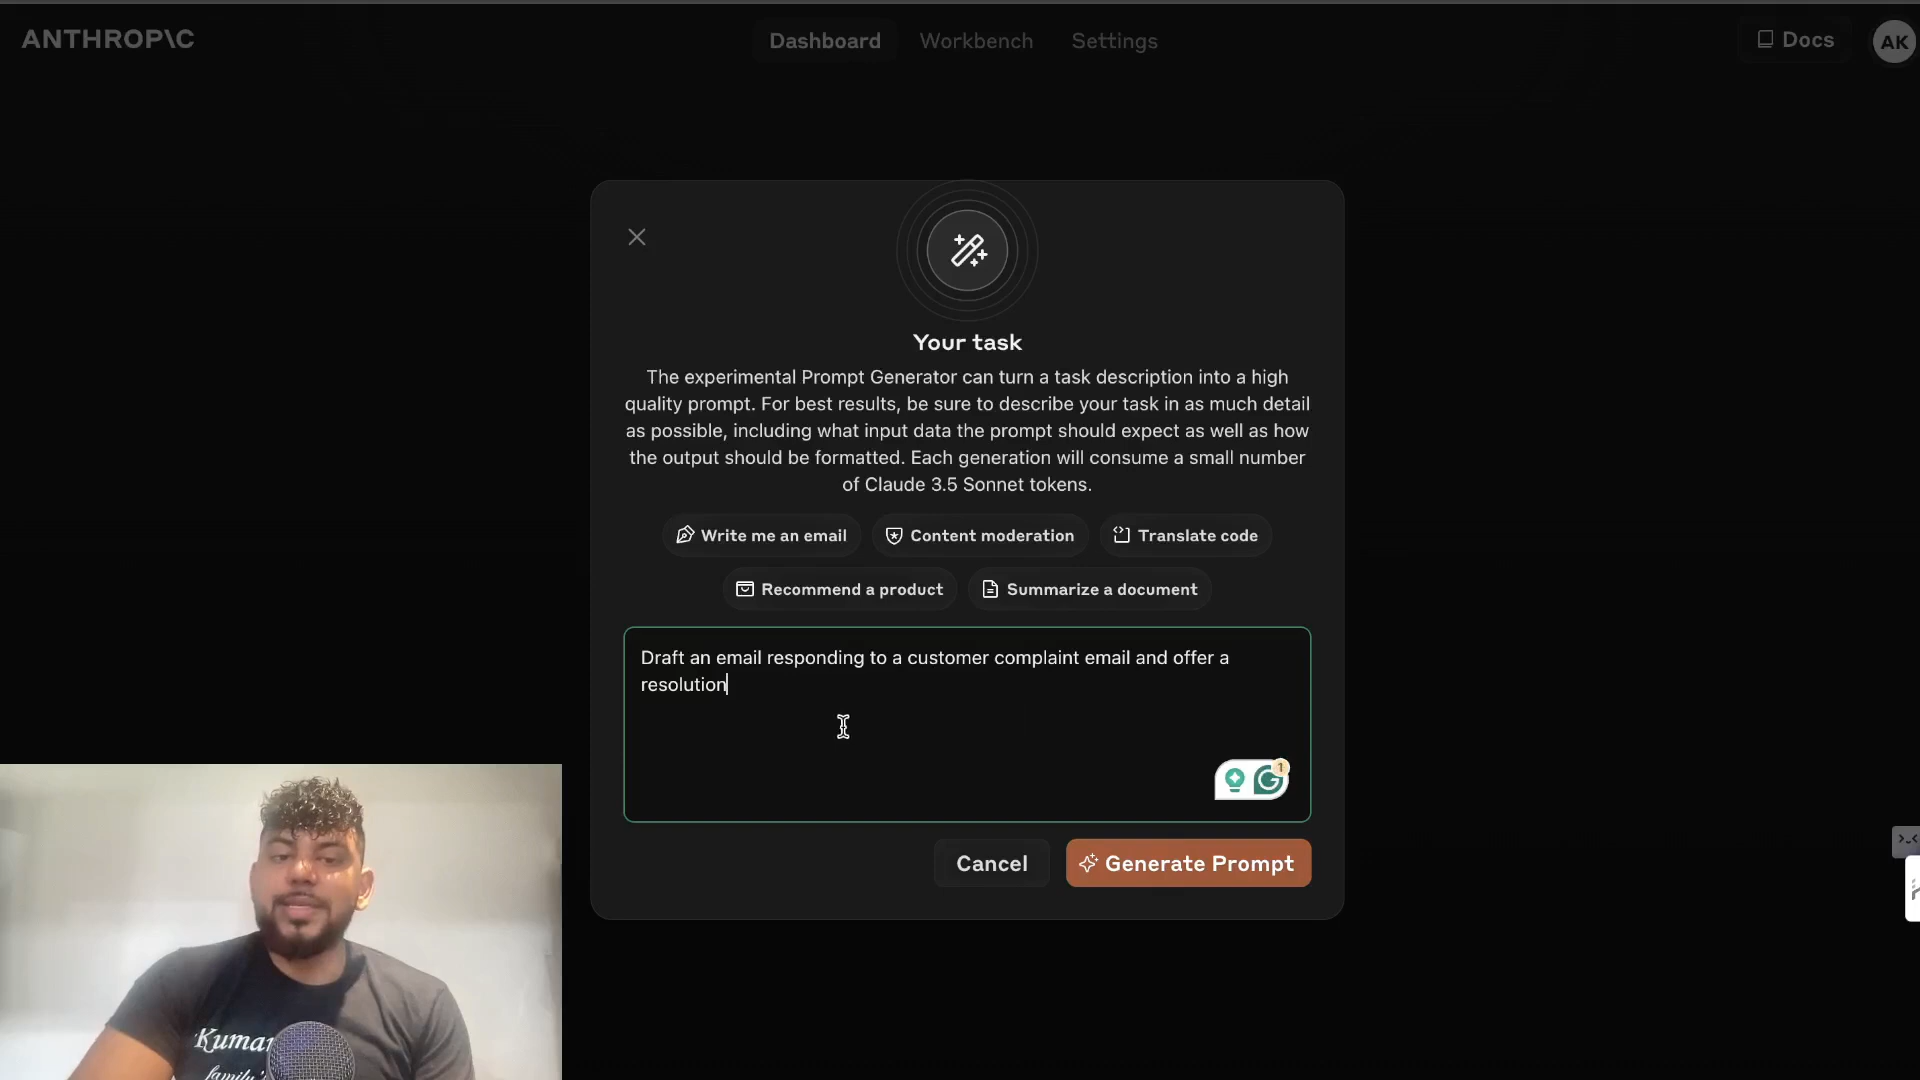 ANTHROP\C
Dashboard
Workbench
Settings
Docs
AK
Your task
The experimental Prompt Generator can turn a task description into a high
quality prompt. For best results, be sure to describe your task in as much detail
as possible, including what input data the prompt should expect as well as how
the output should be formatted. Each generation will consume a small number
of Claude 3.5 Sonnet tokens.
Write me an email
Content moderation
Translate code
Recommend a product
Summarize a document
Draft an email responding to a customer complaint email and offer a
resolution
1
Cancel
Generate Prompt
Kumar
family's